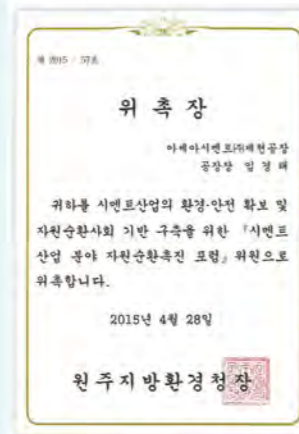 제 2015 - 57호
위 촉 장
아세아시멘트㈜제천공장
공장장 임 경 태
귀하를 시멘트산업의 환경·안전 확보 및
자원순환사회 기반 구축을 위한 「시멘트
산업 분야 자원순환촉진 포럼」 위원으로
위촉합니다.
2015년 4월 28일
원주지방환경청장